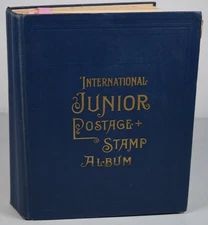 INTERNATIONAL
JUNIOR
POSTAGE +
STAMP
ALBUM